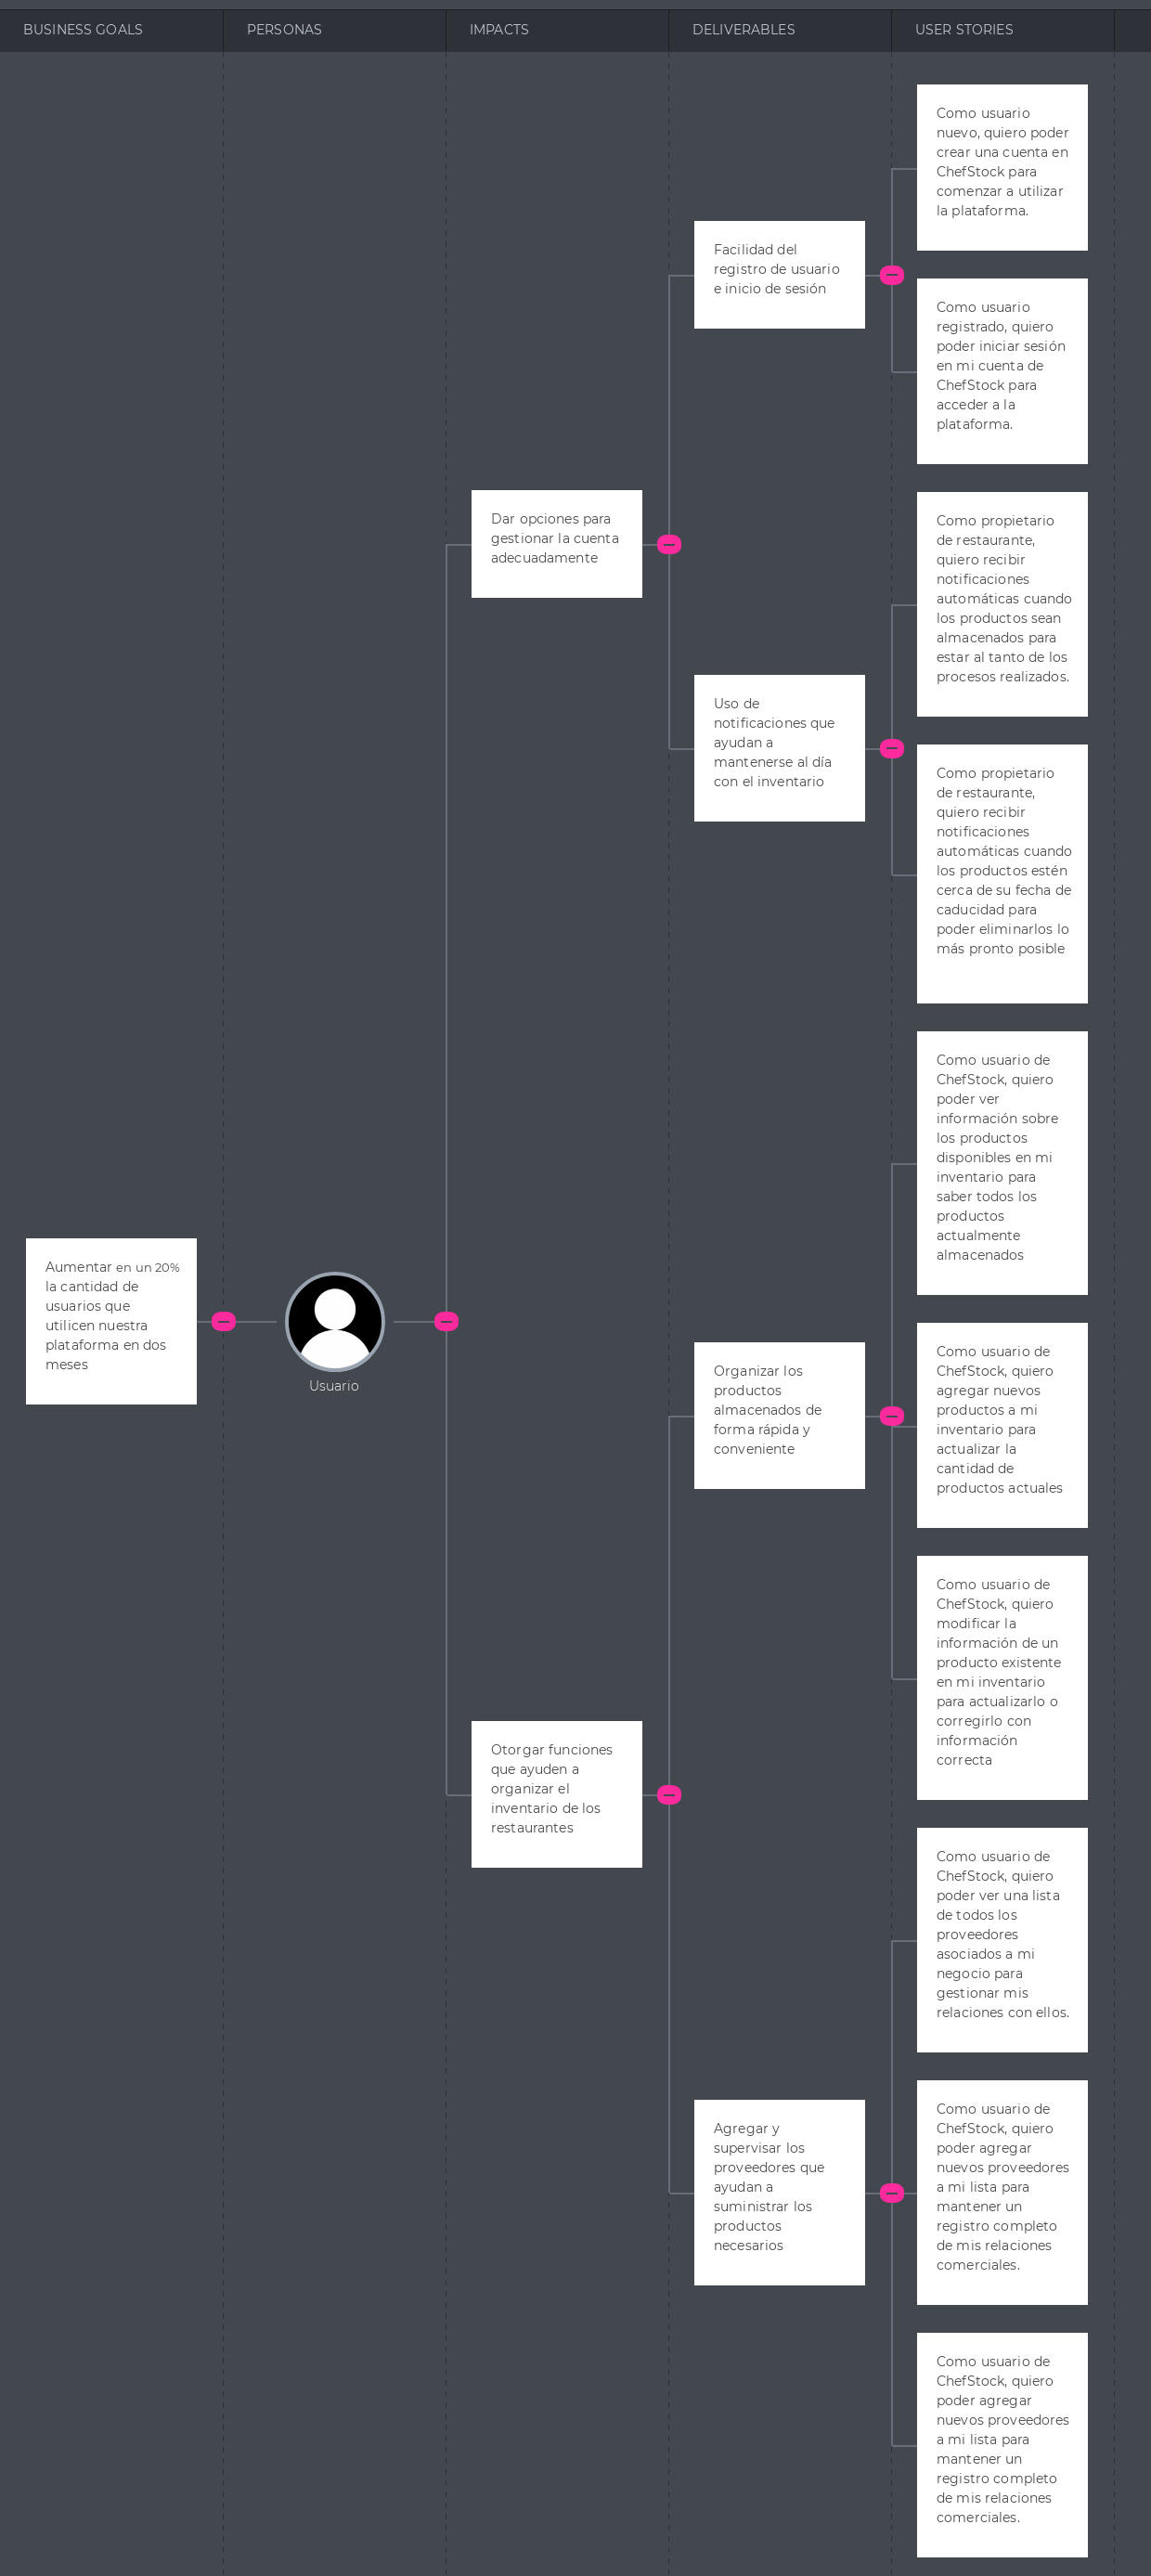 BUSINESS GOALS
PERSONAS
IMPACTS
DELIVERABLES
USER STORIES
Como usuario
nuevo, quiero poder
crear una cuenta en
ChefStock para
comenzar a utilizar
la plataforma.
Facilidad del
registro de usuario
e inicio de sesión
Como usuario
registrado, quiero
poder iniciar sesión
en mi cuenta de
ChefStock para
acceder a la
plataforma.
Dar opciones para
gestionar la cuenta
adecuadamente
Como propietario
de restaurante,
quiero recibir
notificaciones
automáticas cuando
los productos sean
almacenados para
estar al tanto de los
procesos realizados.
Uso de
notificaciones que
ayudan a
mantenerse al día
con el inventario
Como propietario
de restaurante,
quiero recibir
notificaciones
automáticas cuando
los productos estén
cerca de su fecha de
caducidad para
poder eliminarlos lo
más pronto posible
Como usuario de
ChefStock, quiero
poder ver
información sobre
los productos
disponibles en mi
inventario para
saber todos los
productos
actualmente
almacenados
Aumentar en un 20%
la cantidad de
usuarios que
utilicen nuestra
plataforma en dos
meses
Usuario
Organizar los
productos
almacenados de
forma rápida y
conveniente
Como usuario de
ChefStock, quiero
agregar nuevos
productos a mi
inventario para
actualizar la
cantidad de
productos actuales
Como usuario de
ChefStock, quiero
modificar la
información de un
producto existente
en mi inventario
para actualizarlo o
corregirlo con
información
correcta
Otorgar funciones
que ayuden a
organizar el
inventario de los
restaurantes
Como usuario de
ChefStock, quiero
poder ver una lista
de todos los
proveedores
asociados a mi
negocio para
gestionar mis
relaciones con ellos.
Agregar y
supervisar los
proveedores que
ayudan a
suministrar los
productos
necesarios
Como usuario de
ChefStock, quiero
poder agregar
nuevos proveedores
a mi lista para
mantener un
registro completo
de mis relaciones
comerciales.
Como usuario de
ChefStock, quiero
poder agregar
nuevos proveedores
a mi lista para
mantener un
registro completo
de mis relaciones
comerciales.